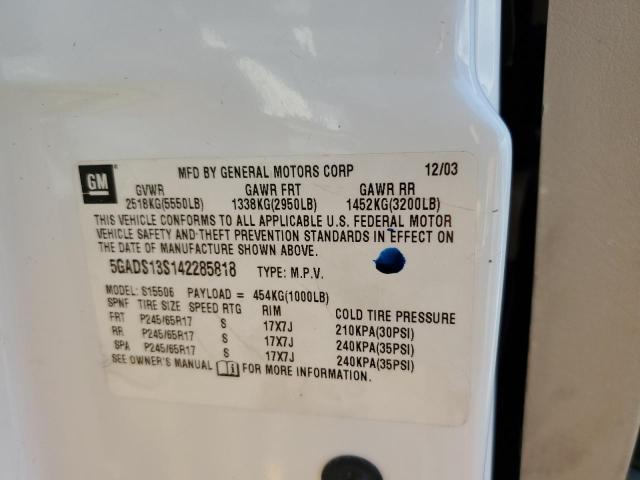 GM MFD BY GENERAL MOTORS CORP 12/03
GVWR GAWR FRT GAWR RR
2518KG(5550LB) 1338KG(2950LB) 1452KG(3200LB)
THIS VEHICLE CONFORMS TO ALL APPLICABLE U.S. FEDERAL MOTOR
VEHICLE SAFETY AND THEFT PREVENTION STANDARDS IN EFFECT ON
THE DATE OF MANUFACTURE SHOWN ABOVE.
5GADS13S142285818 TYPE: M.P.V.
MODEL: S15506 PAYLOAD = 454KG(1000LB)
SPNF TIRE SIZE SPEED RTG RIM COLD TIRE PRESSURE
FRT P245/65R17 S 17X7J 210KPA(30PSI)
RR P245/65R17 S 17X7J 240KPA(35PSI)
SPA P245/65R17 S 17X7J 240KPA(35PSI)
SEE OWNER'S MANUAL FOR MORE INFORMATION.